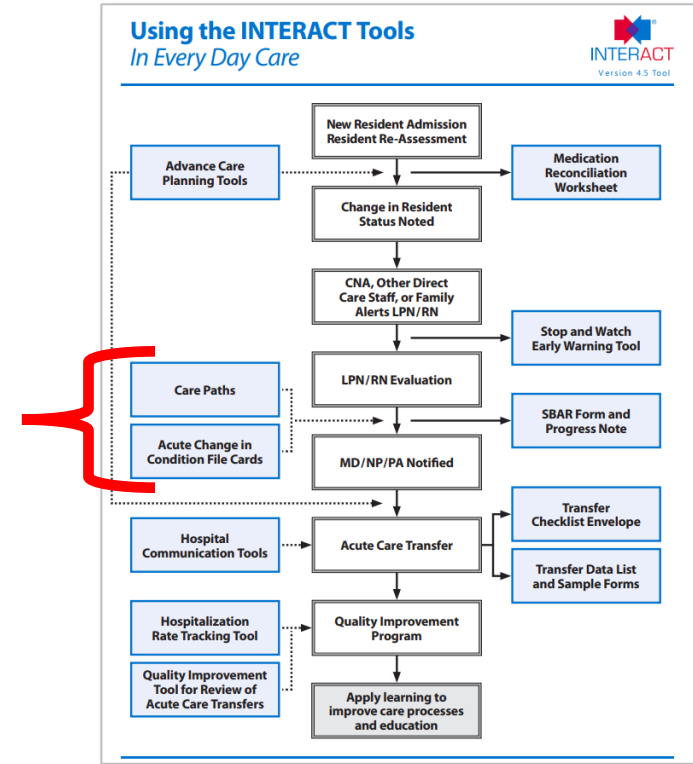 Using the INTERACT Tools
In Every Day Care
INTERACT
Version 4.5 Tool
New Resident Admission
Resident Re-Assessment
Advance Care
Planning Tools
Medication
Reconciliation
Worksheet
Change in Resident
Status Noted
CNA, Other Direct
Care Staff, or Family
Alerts LPN/RN
Stop and Watch
Early Warning Tool
Care Paths
LPN/RN Evaluation
SBAR Form and
Progress Note
Acute Change in
Condition File Cards
MD/NP/PA Notified
Transfer
Checklist Envelope
Hospital
Communication Tools
Acute Care Transfer
Transfer Data List
and Sample Forms
Hospitalization
Rate Tracking Tool
Quality Improvement
Program
Quality Improvement
Tool for Review of
Acute Care Transfers
Apply learning to
improve care processes
and education